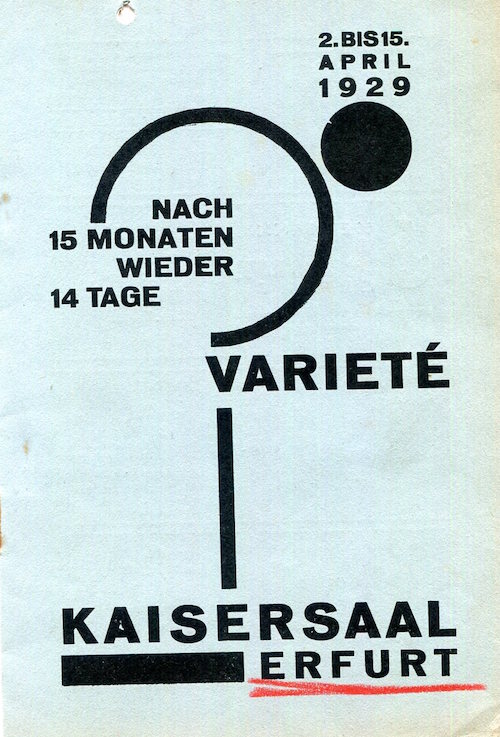 2. BIS 15.
APRIL
1929
NACH
15 MONATEN
WIEDER
14 TAGE
VARIETÉ
KAISERSAAL
ERFURT